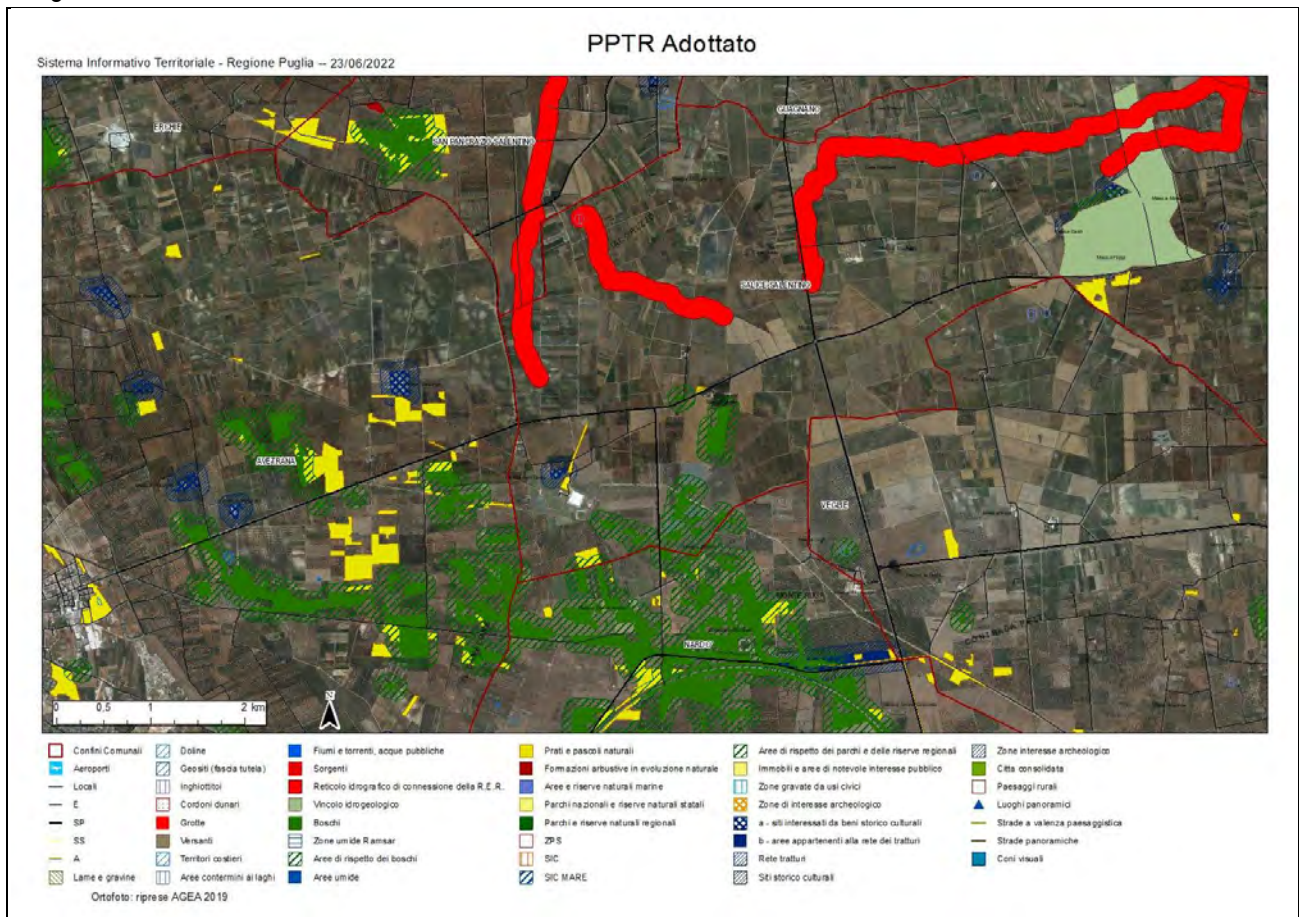 PPTR Adottato
Sistema Informativo Territoriale - Regione Puglia -- 23/06/2022
GUAGNANO
ERCHIE
SAN PANCRAZIO SALENTINO
SALICE SALENTINO
AVEZRANA
VEGLIE
NARDO
N
0 0.5 1 2 km
Confini Comunali
Aeroporti
Locali
E
SP
SS
A
Lame e gravine
Doline
Geositi (fascia tutela)
Inghiottitoi
Cordoni dunari
Grotte
Versanti
Territori costieri
Aree contermini ai laghi
Fiumi e torrenti, acque pubbliche
Sorgenti
Reticolo idrografico di connessione della R.E.R.
Vincolo idrogeologico
Boschi
Zone umide Ramsar
Aree di rispetto dei boschi
Aree umide
Prati e pascoli naturali
Formazioni arbustive in evoluzione naturale
Aree e riserve naturali marine
Parchi nazionali e riserve naturali statali
Parchi e riserve naturali regionali
ZPS
SIC
SIC MARE
Aree di rispetto dei parchi e delle riserve regionali
Immobili e aree di notevole interesse pubblico
Zone gravate da usi civici
Zone di interesse archeologico
a - siti interessati da beni storico culturali
b - aree appartenenti alla rete dei tratturi
Rete tratturi
Siti storico culturali
Zone interesse archeologico
Citta consolidata
Paesaggi rurali
Luoghi panoramici
Strade a valenza paesaggistica
Strade panoramiche
Coni visuali
Ortofoto: riprese AGEA 2019